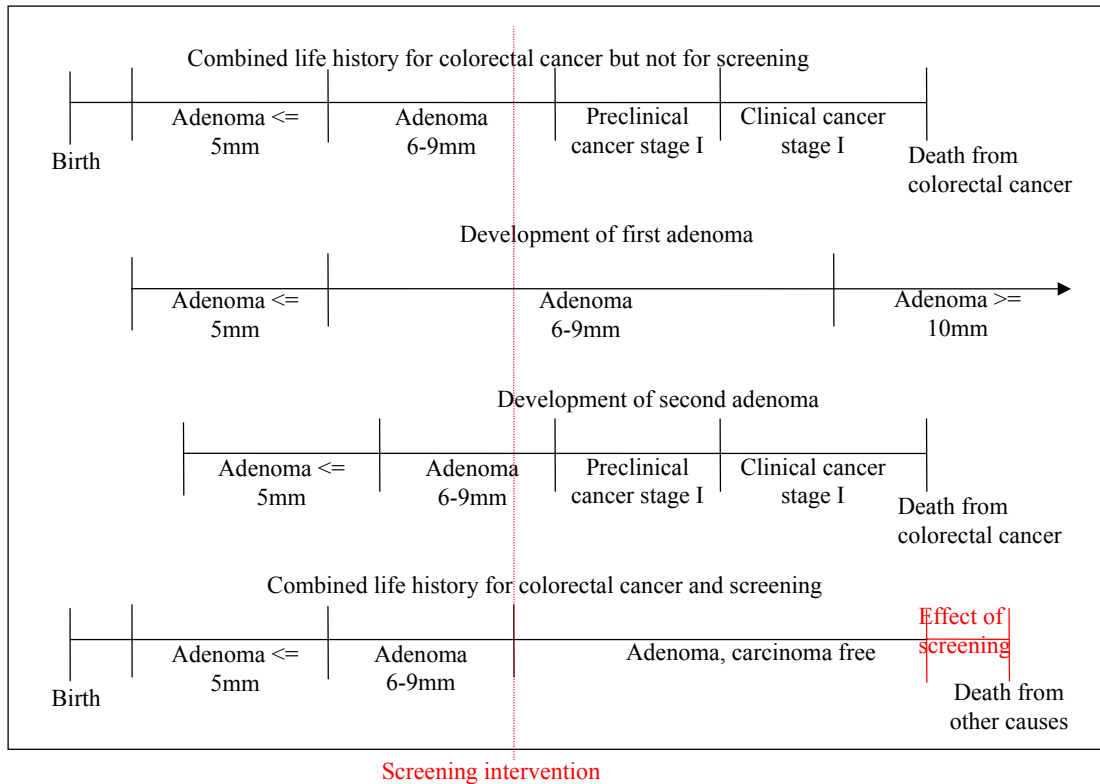 Combined life history for colorectal cancer but not for screening
Birth
Adenoma <=
5mm
Adenoma
6-9mm
Preclinical
cancer stage I
Clinical cancer
stage I
Death from
colorectal cancer
Development of first adenoma
Adenoma <=
5mm
Adenoma
6-9mm
Adenoma >=
10mm
Development of second adenoma
Adenoma <=
5mm
Adenoma
6-9mm
Preclinical
cancer stage I
Clinical cancer
stage I
Death from
colorectal cancer
Combined life history for colorectal cancer and screening
Birth
Adenoma <=
5mm
Adenoma
6-9mm
Adenoma, carcinoma free
Effect of
screening
Death from
other causes
Screening intervention